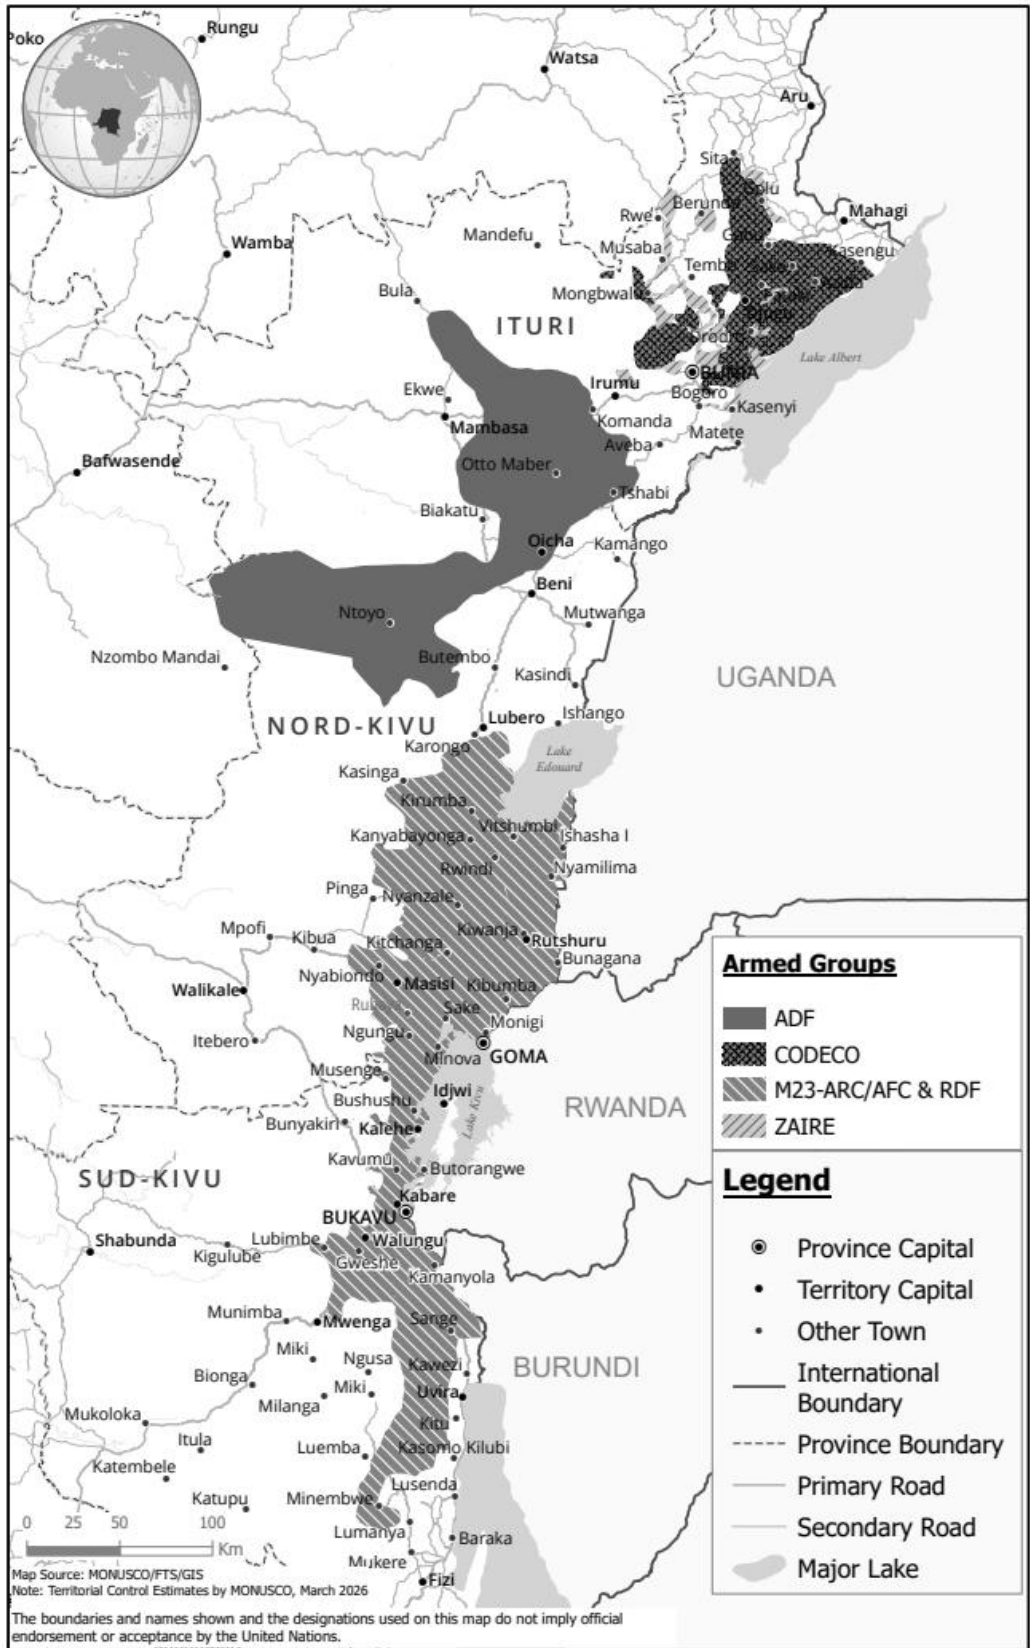 Poko
Rungu
Watsa
Aru
Sita
Berunda
Rwe
Mahagi
Wamba
Mandefu
Musaba
Kasengu
Temba
Bula
Mongbwalu
ITURI
Lake Albert
BUNIA
Ekwe
Irumu
Bogoro
Kasenyi
Mambasa
Komanda
Matete
Aveba
Bafwasende
Otto Maber
Tshabi
Biakatu
Oicha
Kamango
Beni
Ntoyo
Mutwanga
Nzombo Mandai
Butembo
Kasindi
UGANDA
NORD-KIVU
Lubero
Ishango
Karongo
Lake
Edouard
Kasinga
Kirumba
Vitshumbi
Kanyabayonga
Ishasha I
Rwindi
Nyamilima
Pinga
Nyanzale
Mpofi
Kibua
Kitchanga
Kiwanja
Rutshuru
Bunagana
Nyabiondo
Masisi
Kibumba
Walikale
Sake
Monigi
Itebero
Ngungu
Minova
GOMA
Musenge
Idjwi
Bushushu
Lake Kivu
RWANDA
Bunyakiri
Kalehe
Kavumu
Butorangwe
SUD-KIVU
Kabare
BUKAVU
Shabunda
Lubimbe
Walungu
Kigulube
Gweshe
Kamanyola
Munimba
Mwenga
Sange
Miki
Ngusa
Kawezi
BURUNDI
Bionga
Miki
Uvira
Milanga
Mukoloka
Kitu
Itula
Luemba
Kasomo Kilubi
Katembele
Lusenda
Katupu
Minembwe
Lumanya
Baraka
Mukere
Fizi
Armed Groups
ADF
CODECO
M23-ARC/AFC & RDF
ZAIRE
Legend
Province Capital
Territory Capital
Other Town
International
Boundary
Province Boundary
Primary Road
Secondary Road
Major Lake
0 25 50 100
Km
Map Source: MONUSCO/FTS/GIS
Note: Territorial Control Estimates by MONUSCO, March 2026
The boundaries and names shown and the designations used on this map do not imply official
endorsement or acceptance by the United Nations.